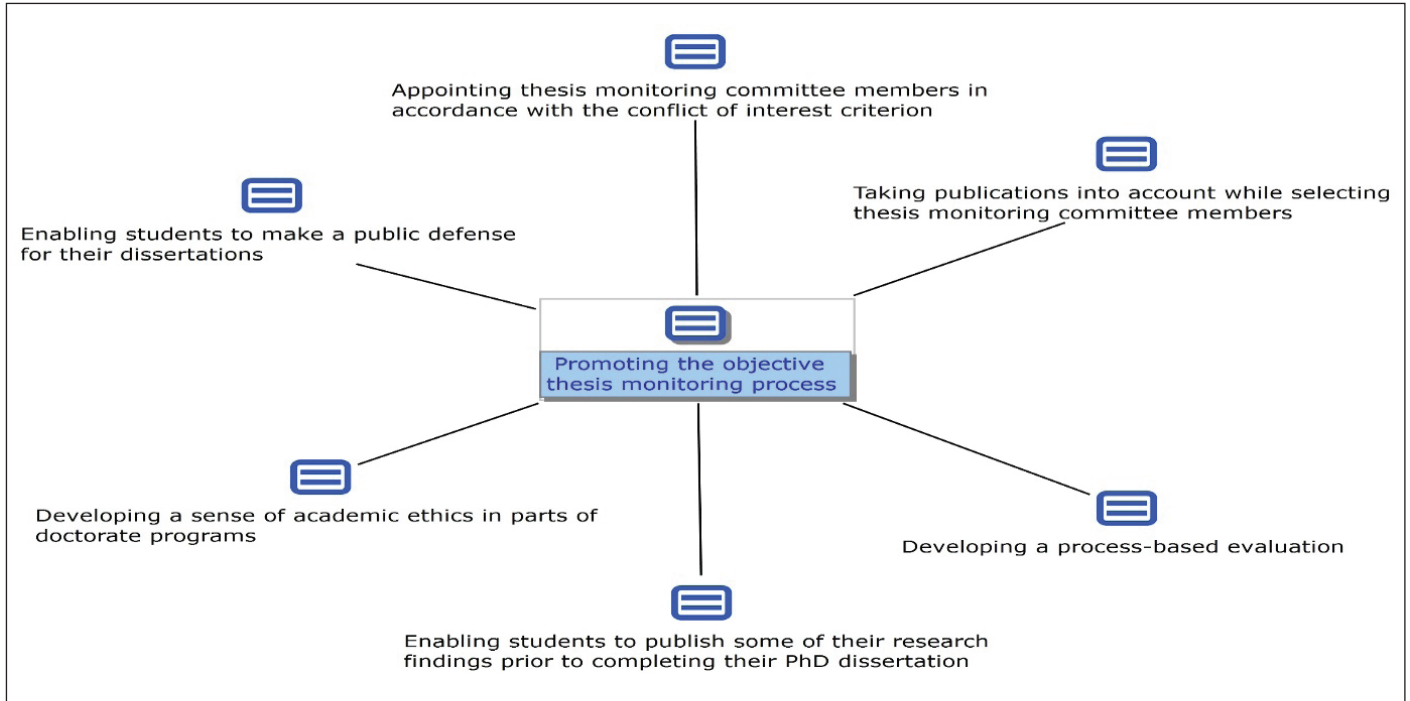 Appointing thesis monitoring committee members in
accordance with the conflict of interest criterion
Taking publications into account while selecting
thesis monitoring committee members
Enabling students to make a public defense
for their dissertations
Promoting the objective
thesis monitoring process
Developing a sense of academic ethics in parts of
doctorate programs
Developing a process-based evaluation
Enabling students to publish some of their research
findings prior to completing their PhD dissertation